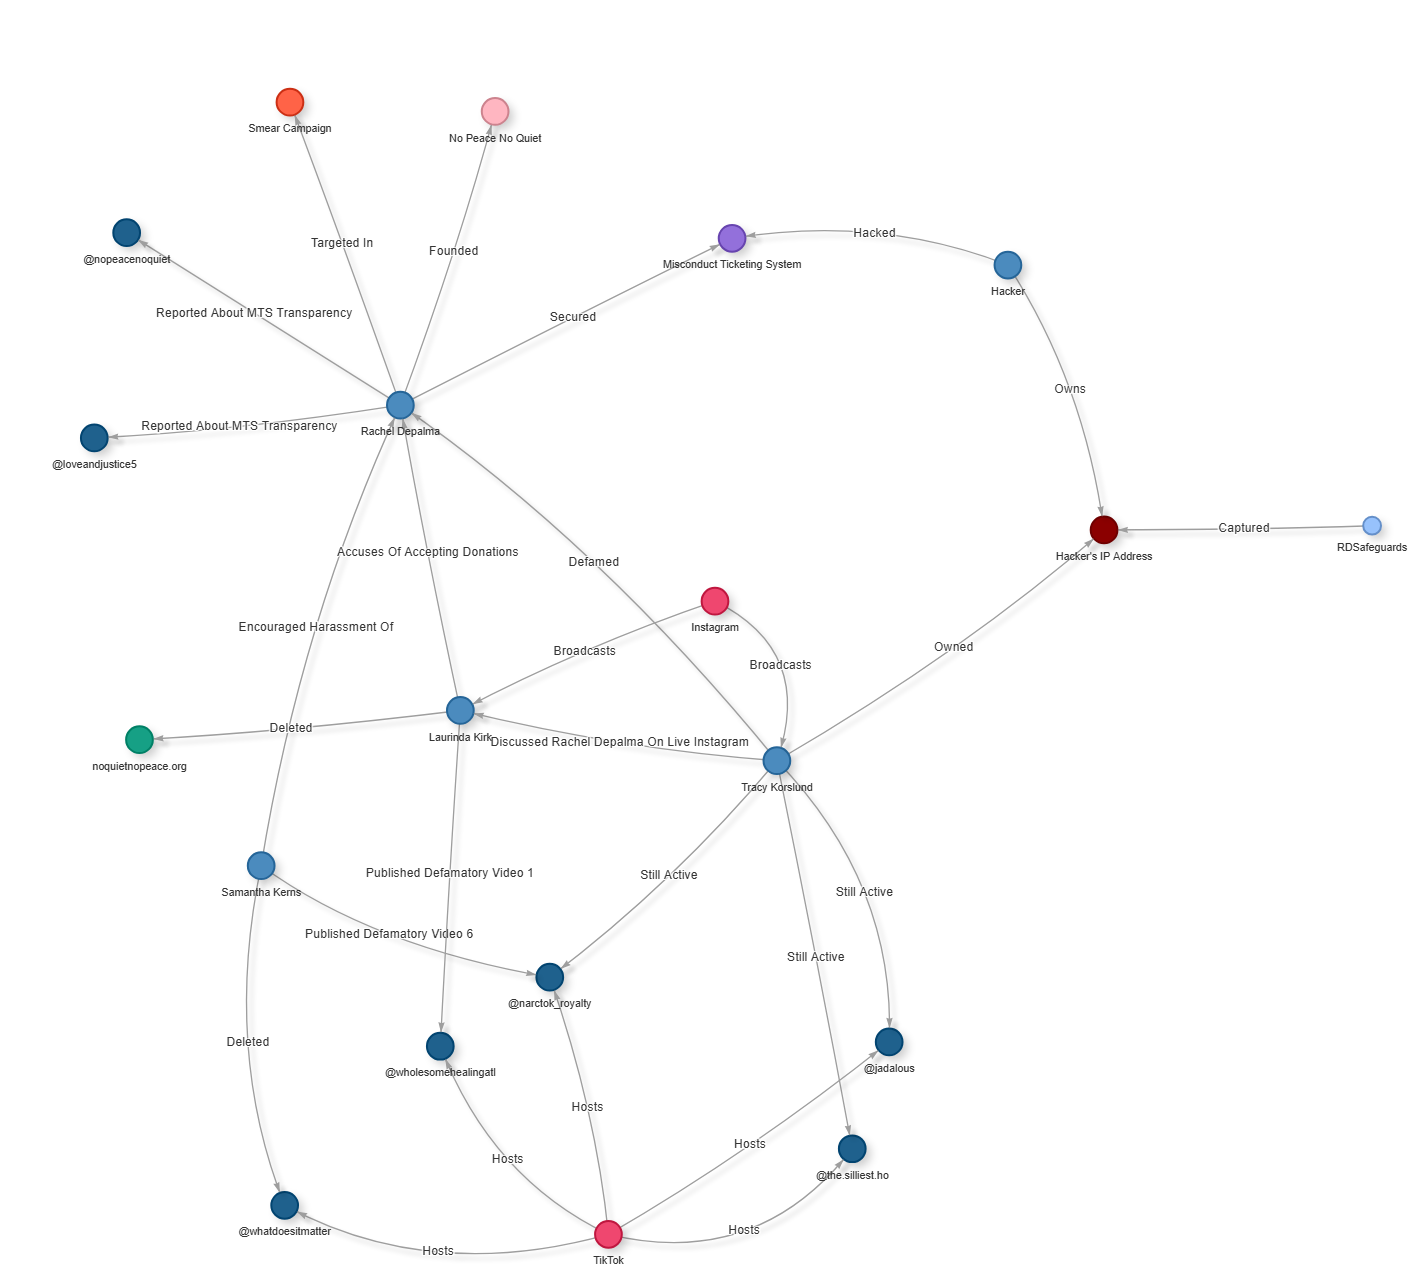 Smear Campaign
No Peace No Quiet
Hacked
Targeted In
Founded
@nopeacenoquiet
Misconduct Ticketing System
Hacker
Reported About MTS Transparency
Secured
Owns
Reported About MTS Transparency
Rachel Depalma
@loveandjustice5
Captured
Hacker's IP Address
RDSafeguards
Accuses Of Accepting Donations
Defamed
Encouraged Harassment Of
Instagram
Owned
Broadcasts
Broadcasts
Deleted
Laurinda Kirk
Discussed Rachel Depalma On Live Instagram
noquietnopeace.org
Tracy Korslund
Published Defamatory Video 1
Still Active
Still Active
Samantha Kerns
Published Defamatory Video 6
Still Active
@narctok_royalty
Deleted
@wholesomehealingatl
@jadalous
Hosts
Hosts
Hosts
@the.silliest.ho
@whatdoesitmatter
Hosts
Hosts
TikTok